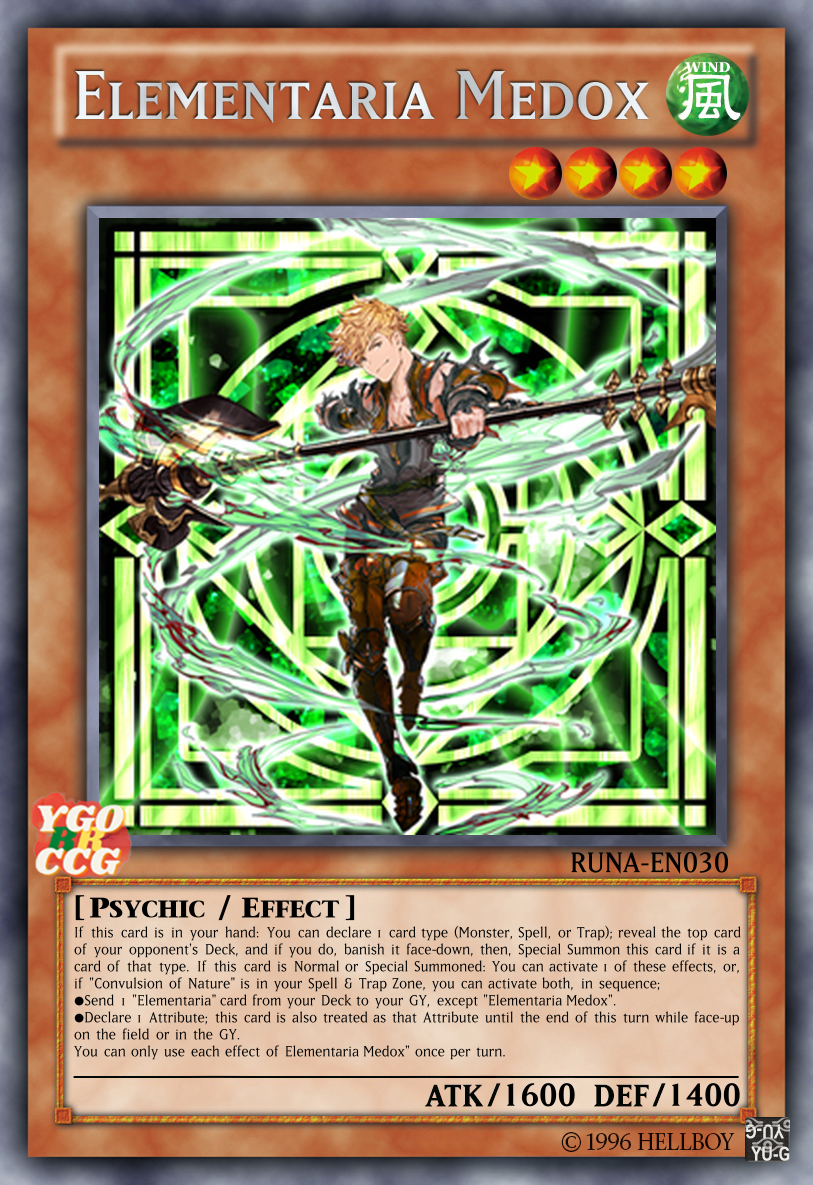 Elementaria Medox
WIND
風
[ Psychic / Effect ]
RUNA-EN030
YGO
RR
CCG
If this card is in your hand: You can declare 1 card type (Monster, Spell, or Trap); reveal the top card
of your opponent's Deck, and if you do, banish it face-down, then, Special Summon this card if it is a
card of that type. If this card is Normal or Special Summoned: You can activate 1 of these effects, or,
if "Convulsion of Nature" is in your Spell & Trap Zone, you can activate both, in sequence;
●Send 1 "Elementaria" card from your Deck to your GY, except "Elementaria Medox".
●Declare 1 Attribute; this card is also treated as that Attribute until the end of this turn while face-up
on the field or in the GY.
You can only use each effect of Elementaria Medox" once per turn.
ATK/1600 DEF/1400
© 1996 HELLBOY
YU-G